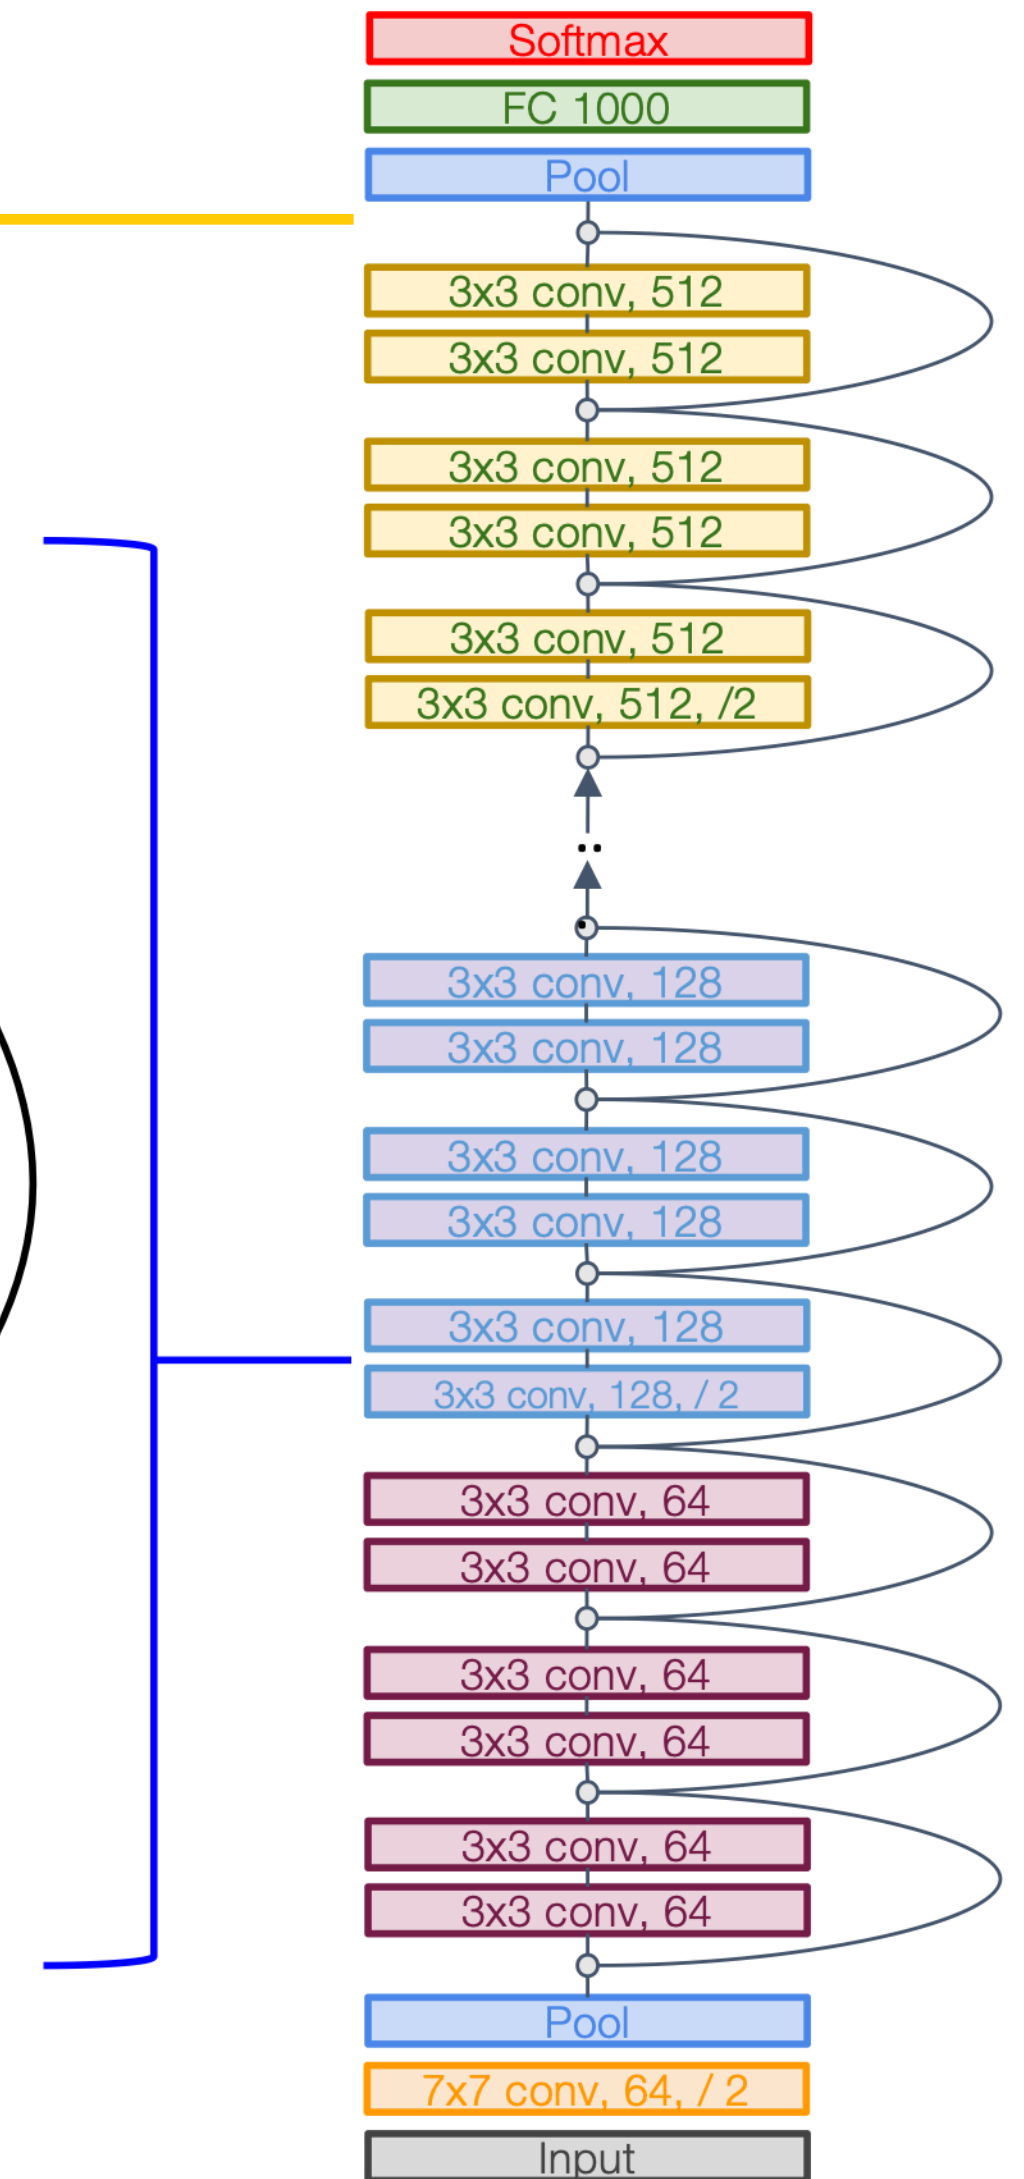 Softmax
FC 1000
Pool
3x3 conv, 512
3x3 conv, 512
3x3 conv, 512
3x3 conv, 512
3x3 conv, 512
3x3 conv, 512, /2
..
3x3 conv, 128
3x3 conv, 128
3x3 conv, 128
3x3 conv, 128
3x3 conv, 128
3x3 conv, 128, / 2
3x3 conv, 64
3x3 conv, 64
3x3 conv, 64
3x3 conv, 64
3x3 conv, 64
3x3 conv, 64
Pool
7x7 conv, 64, / 2
Input